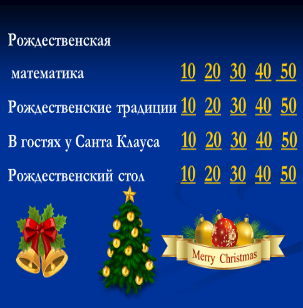 Рождественская
математика 10 20 30 40 50
Рождественские традиции 10 20 30 40 50
В гостях у Санта Клауса 10 20 30 40 50
Рождественский стол 10 20 30 40 50
Merry Christmas